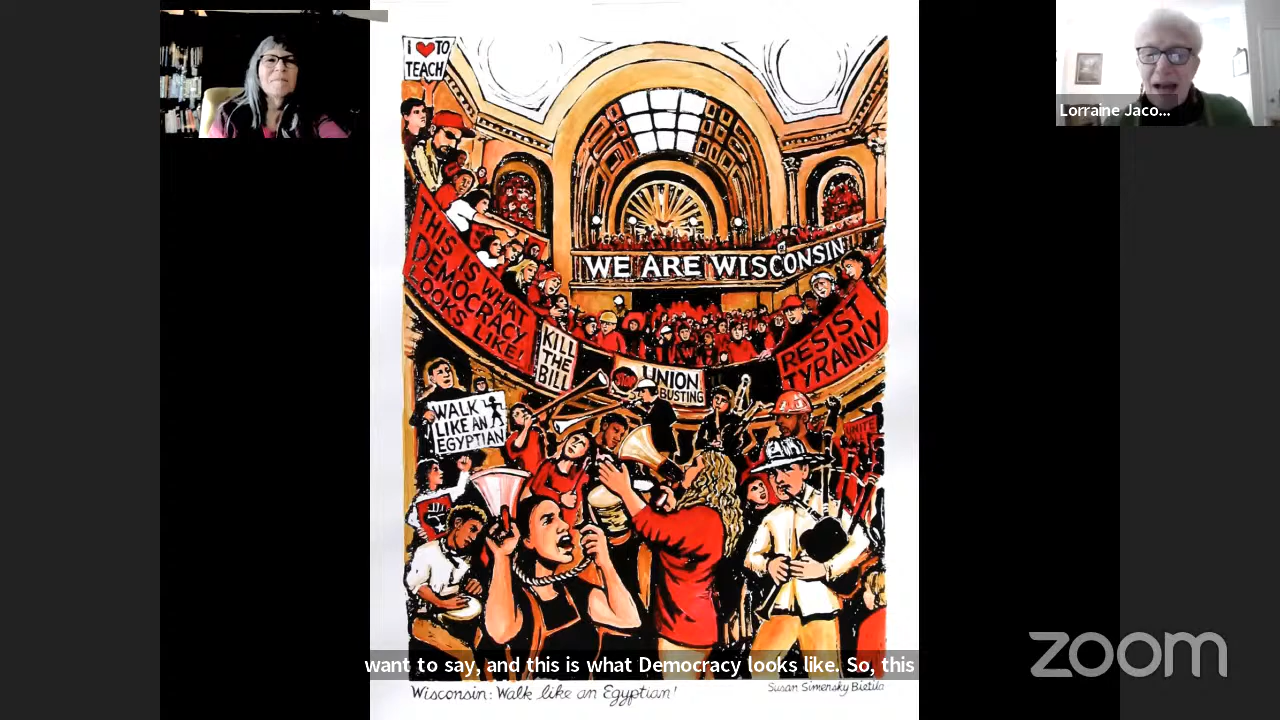 I ❤ TO
TEACH
Lorraine Jaco...
WE ARE WISCONSIN
THIS IS WHAT
DEMOCRACY
LOOKS LIKE!
KILL
THE
BILL
STOP UNION
BUSTING
RESIST
TYRANNY
WALK
LIKE AN
EGYPTIAN
UNITE
want to say, and this is what Democracy looks like. So, this
zoom
Wisconsin: Walk like an Egyptian!
Susan Simensky Bietila